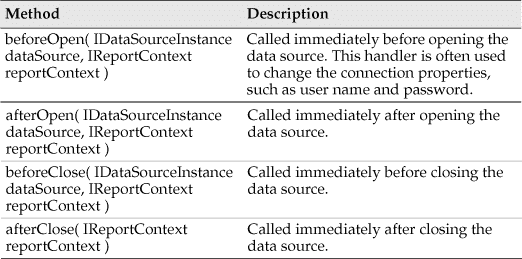 Method Description
beforeOpen( IDataSourceInstance Called immediately before opening the
dataSource, IReportContext data source. This handler is often used
reportContext ) to change the connection properties,
such as user name and password.
afterOpen( IDataSourceInstance Called immediately after opening the
dataSource, IReportContext data source.
reportContext )
beforeClose( IDataSourceInstance Called immediately before closing the
dataSource, IReportContext data source.
reportContext )
afterClose( IReportContext Called immediately after closing the
reportContext ) data source.